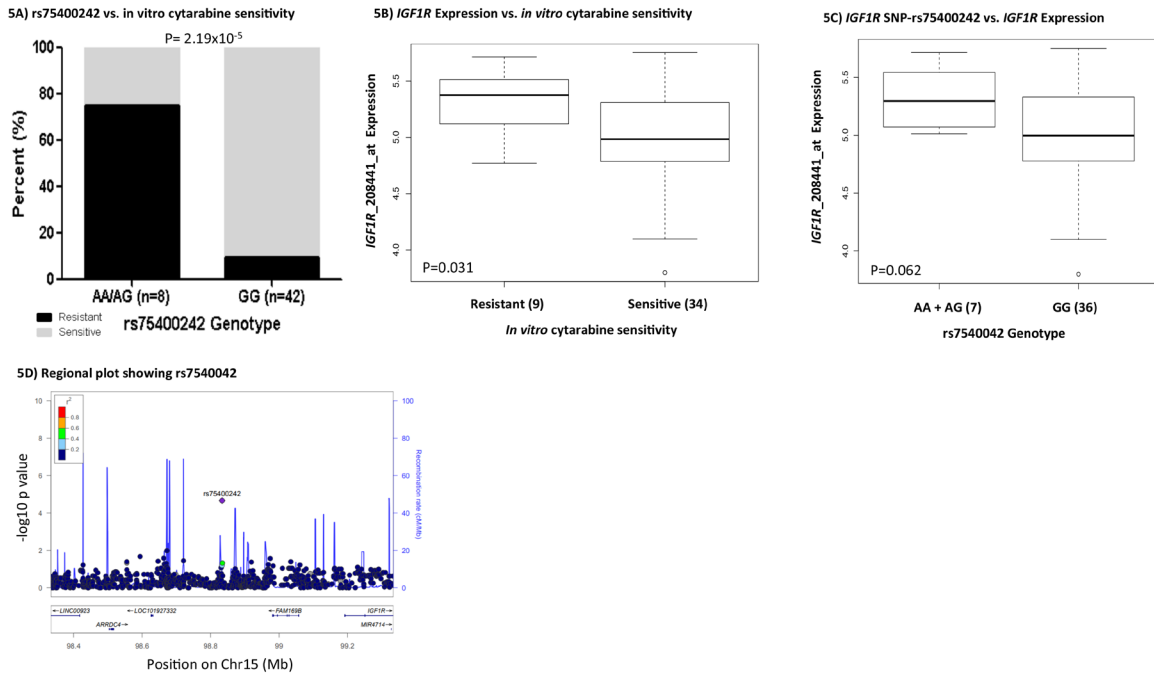 5A) rs75400242 vs. in vitro cytarabine sensitivity
P= 2.19x10-5
100
80
60
40
20
0
Percent (%)
AA/AG (n=8)
GG (n=42)
Resistant
Sensitive
rs75400242 Genotype
5B) IGF1R Expression vs. in vitro cytarabine sensitivity
IGF1R_208441_at Expression
5.5
5.0
4.5
4.0
P=0.031
Resistant (9)
Sensitive (34)
In vitro cytarabine sensitivity
5C) IGF1R SNP-rs75400242 vs. IGF1R Expression
IGF1R_208441_at Expression
5.5
5.0
4.5
4.0
P=0.062
AA + AG (7)
GG (36)
rs7540042 Genotype
5D) Regional plot showing rs7540042
-log10 p value
10
8
6
4
2
0
r2
0.8
0.6
0.4
0.2
rs75400242
100
80
60
40
20
0
Recombination rate (cM/Mb)
←LINC00923
←LOC101927332
←FAM169B
IGF1R→
ARRDC4→
MIR4714→
98.4
98.6
98.8
99
99.2
Position on Chr15 (Mb)